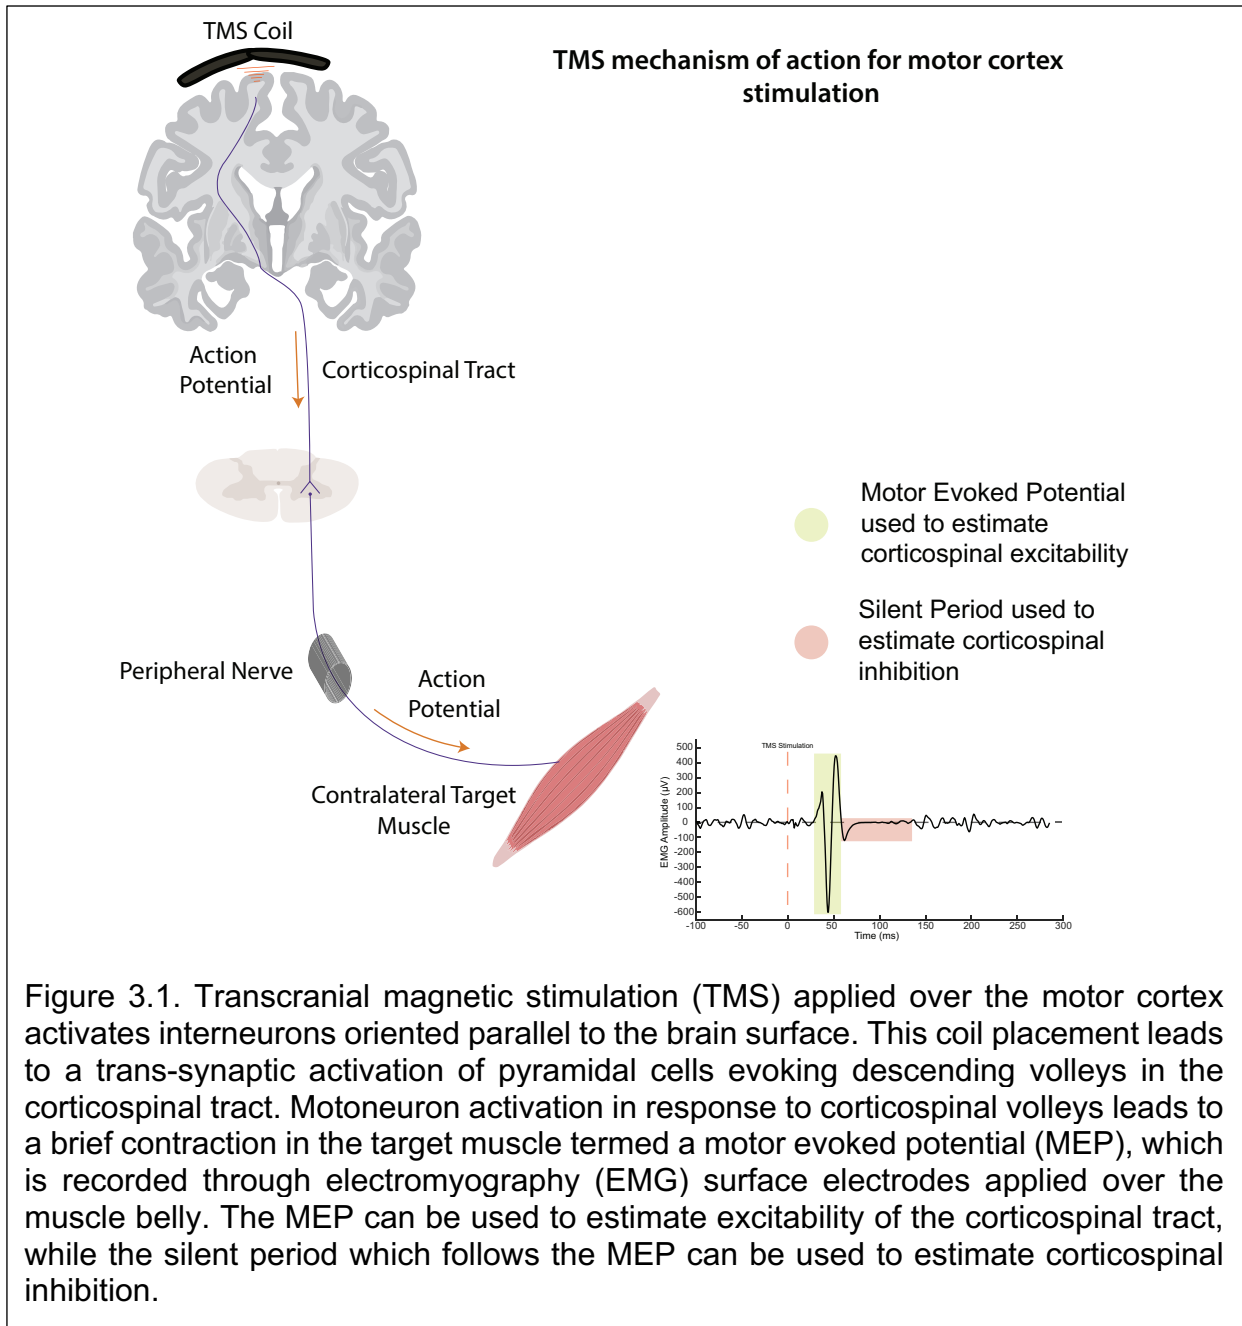 TMS Coil
TMS mechanism of action for motor cortex
stimulation
Action
Potential
Corticospinal Tract
Motor Evoked Potential
used to estimate
corticospinal excitability
Silent Period used to
estimate corticospinal
inhibition
Peripheral Nerve
Action
Potential
Contralateral Target
Muscle
TMS Stimulation
EMG Amplitude (µV)
500
400
300
200
100
0
-100
-200
-300
-400
-500
-600
-100 -50 0 50 100 150 200 250 300
Time (ms)
Figure 3.1. Transcranial magnetic stimulation (TMS) applied over the motor cortex
activates interneurons oriented parallel to the brain surface. This coil placement leads
to a trans-synaptic activation of pyramidal cells evoking descending volleys in the
corticospinal tract. Motoneuron activation in response to corticospinal volleys leads to
a brief contraction in the target muscle termed a motor evoked potential (MEP), which
is recorded through electromyography (EMG) surface electrodes applied over the
muscle belly. The MEP can be used to estimate excitability of the corticospinal tract,
while the silent period which follows the MEP can be used to estimate corticospinal
inhibition.